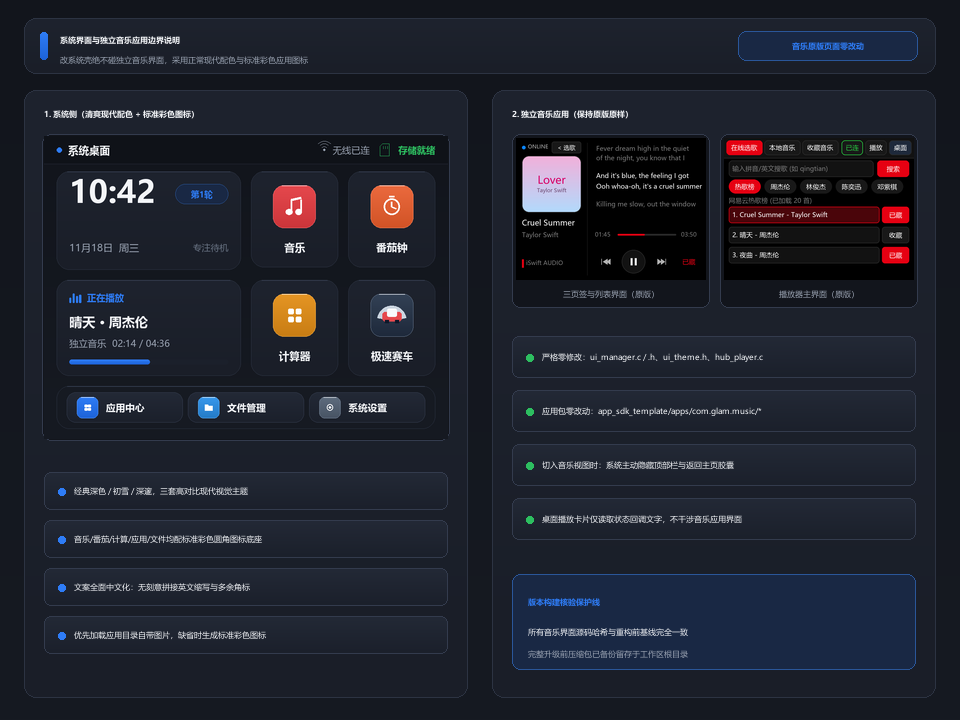 系统界面与独立音乐应用边界说明
改系统壳绝不碰独立音乐界面，采用正常现代配色与标准彩色应用图标
音乐原版页面零改动
1. 系统侧（清爽现代配色 + 标准彩色图标）
系统桌面
无线已连
存储就绪
10:42
第1轮
11月18日 周三
专注待机
音乐
番茄钟
正在播放
晴天 • 周杰伦
独立音乐 02:14 / 04:36
计算器
极速赛车
应用中心
文件管理
系统设置
经典深色 / 初雪 / 深邃，三套高对比现代视觉主题
音乐/番茄/计算/应用/文件均配标准彩色圆角图标底座
文案全面中文化：无刻意拼接英文缩写与多余角标
优先加载应用目录自带图片，缺省时生成标准彩色图标
2. 独立音乐应用（保持原版原样）
ONLINE
< 选歌
Lover
Taylor Swift
Cruel Summer
Taylor Swift
iSwift AUDIO
Fever dream high in the quiet
of the night, you know that I
And it's blue, the feeling I got
Ooh whoa-oh, it's a cruel summer
Killing me slow, out the window
01:45
03:50
已藏
三页签与列表界面（原版）
在线选歌
本地音乐
收藏音乐
已连
播放
桌面
输入拼音/英文搜歌 (如 qingtian)
搜索
热歌榜
周杰伦
林俊杰
陈奕迅
邓紫棋
网易云热歌榜 (已加载 20 首)
1. Cruel Summer - Taylor Swift
已藏
2. 晴天 - 周杰伦
收藏
3. 夜曲 - 周杰伦
已藏
播放器主界面（原版）
严格零修改：ui_manager.c / .h、ui_theme.h、hub_player.c
应用包零改动：app_sdk_template/apps/com.glam.music/*
切入音乐视图时：系统主动隐藏顶部栏与返回主页胶囊
桌面播放卡片仅读取状态回调文字，不干涉音乐应用界面
版本构建核验保护线
所有音乐界面源码哈希与重构前基线完全一致
完整升级前压缩包已备份留存于工作区根目录